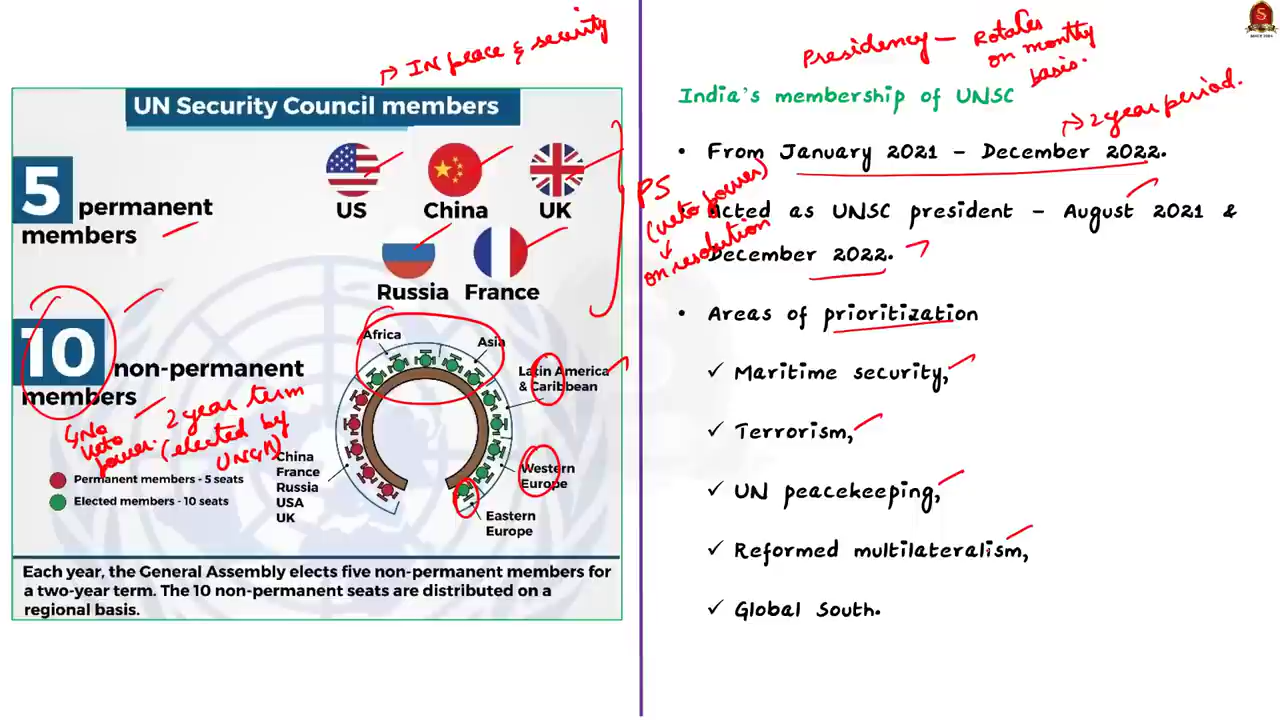 IN peace & security
UN Security Council members
5 permanent
members
US
China
UK
Russia
France
P5
(veto power)
on resolution
10 non-permanent
members
No
veto
power.
2 year term
(elected by
UNGA)
Africa
Asia
Latin America
& Caribbean
Western
Europe
Eastern
Europe
China
France
Russia
USA
UK
Permanent members - 5 seats
Elected members - 10 seats
Each year, the General Assembly elects five non-permanent members for
a two-year term. The 10 non-permanent seats are distributed on a
regional basis.
Presidency - Rotates
on monthly
basis.
India's membership of UNSC
2 year period.
• From January 2021 - December 2022.
• Acted as UNSC president - August 2021 &
December 2022.
• Areas of prioritization
✓ Maritime security,
✓ Terrorism,
✓ UN peacekeeping,
✓ Reformed multilateralism,
✓ Global South.
S